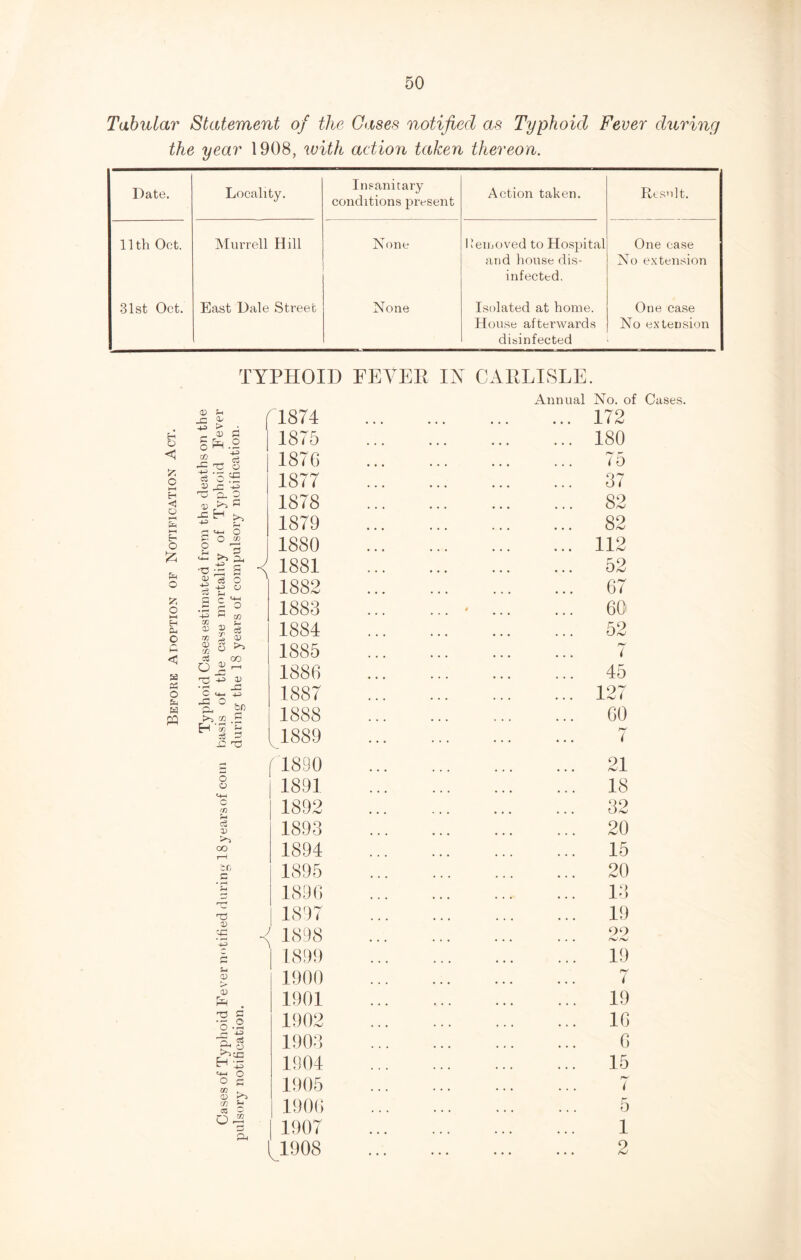 50
Tabular Statement of the Cases notified as Typhoid Fever during
the year 1908, with action taken thereon.
Date. Locality. Insanitary conditions present Action taken. Result.
11th Oct. Murrell Hill None Removed to Hospital One case
and house dis- No extension
infected.
31st Oct. East Dale Street None Isolated at home. One case
House afterwards No extension
disinfected
TYPHOID FEVER IN CARLISLE.
Annual No. of Cases.
BEFORE ADOPTION OF NOTIFICATION ACT.
Typhoid Cases estimated from the deaths on the
basis of the case mortality of Typhoid Fever
during the 18 years of compulsory notification.
1874 ... ... ... ... 172
1875 ... ... ... ... 180
1876 ... ... ... ... 75
1877 ... ... ... ... 37
1878 ... ... ... ... 82
1879 ... ... ... ... 82
1880 ... ... ... ... 112
1881 ... ... ... ... 52
1882 ... ... ... ... 67
1883 ... ... ... ... 60
1884 ... ... ... ... 52
1885 ... ... ... ... 7
1886 ... ... ... ... 45
1887 ... ... ... ... 127
1888 ... ... ... ... 60
1889 ... ... ... ... 7
Cases of Typhoid Fever notified during 18 years of com
pulsory notification.
1890 ... ... ... ... 21
1891 ... ... ... ... 18
1892 ... ... ... ... 32
1893 ... ... ... ... 20
1894 ... ... ... ... 15
1895 ... ... ... ... 20
1896 ... ... ... ... 13
1897 ... ... ... ... 19
1898 ... ... ... ... 22
1899 ... ... ... ... 19
1900 ... ... ... ... 7
1901 ... ... ... ... 19
1902 ... ... ... ... 16
1903 ... ... ... ... 6
1904 ... ... ... ... 15
1905 ... ... ... ... 7
1906 ... ... ... ... 5
1907 ... ... ... ... 1
1908 ... ... ... ... 2